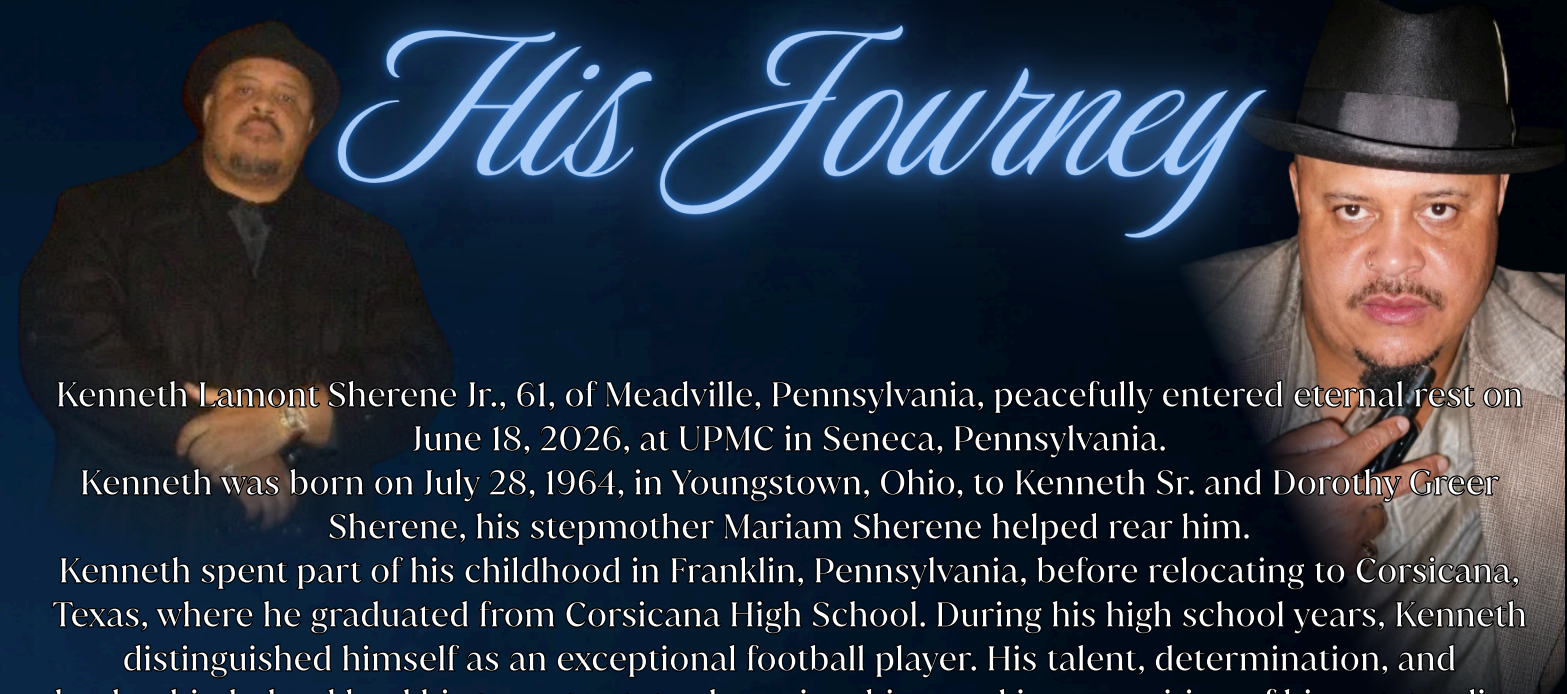 His Journey
Kenneth Lamont Sherene Jr., 61, of Meadville, Pennsylvania, peacefully entered eternal rest on
June 18, 2026, at UPMC in Seneca, Pennsylvania.
Kenneth was born on July 28, 1964, in Youngstown, Ohio, to Kenneth Sr. and Dorothy Greer
Sherene, his stepmother Mariam Sherene helped rear him.
Kenneth spent part of his childhood in Franklin, Pennsylvania, before relocating to Corsicana,
Texas, where he graduated from Corsicana High School. During his high school years, Kenneth
distinguished himself as an exceptional football player. His talent, determination, and